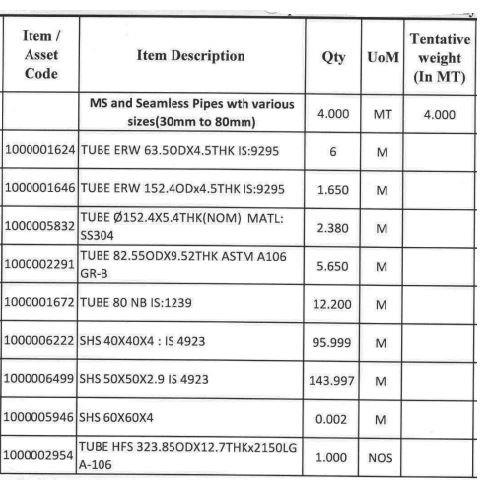 Item / Asset Code Item Description Qty UoM Tentative weight (In MT)
MS and Seamless Pipes wth various sizes(30mm to 80mm) 4.000 MT 4.000
1000001624 TUBE ERW 63.50DX4.5THK IS:9295 6 M
1000001646 TUBE ERW 152.4ODx4.5THK IS:9295 1.650 M
1000005832 TUBE Ø152.4X5.4THK(NOM) MATL: SS304 2.380 M
1000002291 TUBE 82.55ODX9.52THK ASTM A106 GR-B 5.650 M
1000001672 TUBE 80 NB IS:1239 12.200 M
1000006222 SHS 40X40X4 : IS 4923 95.999 M
1000006499 SHS 50X50X2.9 IS 4923 143.997 M
1000005946 SHS 60X60X4 0.002 M
1000002954 TUBE HFS 323.85ODX12.7THKx2150LG A-106 1.000 NOS